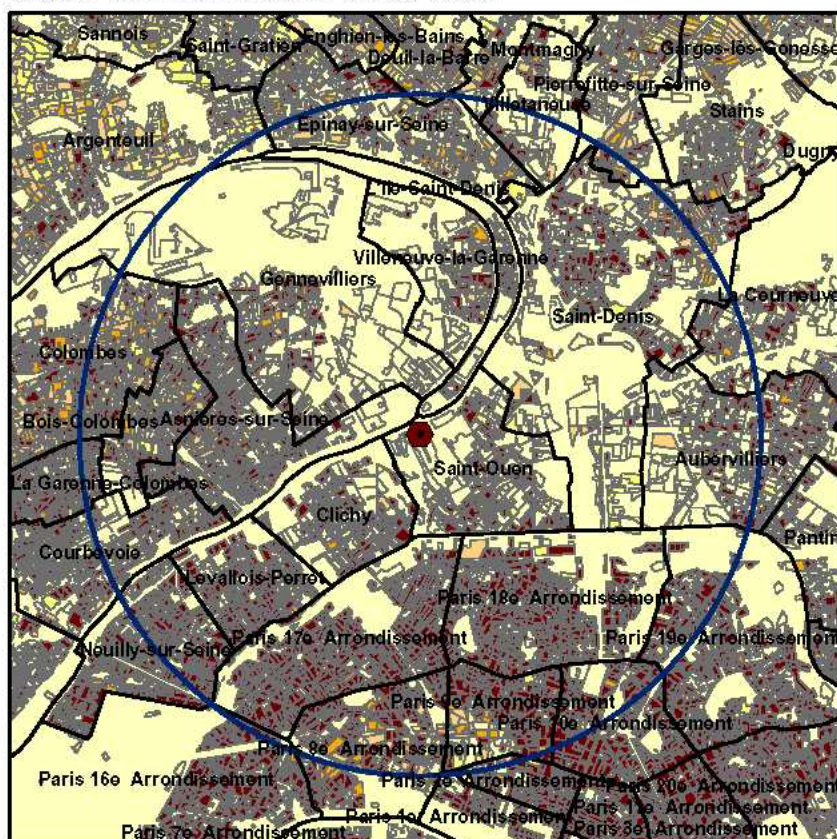 Sannois
Saint-Gratien
Enghien-les-Bains
Deuil-la-Barre
Montmagny
Garges-lès-Gonesse
Pierrefitte-sur-Seine
Villetaneuse
Stains
Epinay-sur-Seine
Argenteuil
Dugny
L'Ile-Saint-Denis
Villeneuve-la-Garenne
Gennevilliers
La Courneuve
Saint-Denis
Colombes
Bois-Colombes
Asnières-sur-Seine
Saint-Ouen
Aubervilliers
La Garenne-Colombes
Clichy
Pantin
Courbevoie
Levallois-Perret
Paris 18e Arrondissement
Paris 17e Arrondissement
Paris 19e Arrondissement
Neuilly-sur-Seine
Paris 9e Arrondissement
Paris 10e Arrondissement
Paris 8e Arrondissement
Paris 16e Arrondissement
Paris 2e Arrondissement
Paris 20e Arrondissement
Paris 11e Arrondissement
Paris 1e Arrondissement
Paris 3e Arrondissement
Paris 7e Arrondissement